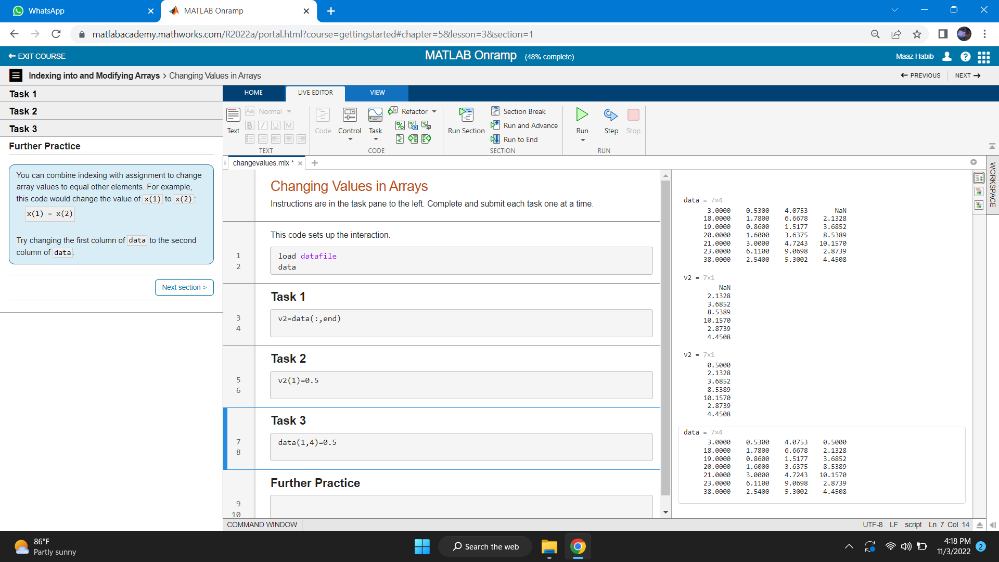 WhatsApp
MATLAB Onramp
matlabacademy.mathworks.com/R2022a/portal.html?course=gettingstarted#chapter=5&lesson=3&section=1
EXIT COURSE
MATLAB Onramp (48% complete)
Maaz Habib
Indexing into and Modifying Arrays > Changing Values in Arrays
PREVIOUS
NEXT
Task 1
Task 2
Task 3
Further Practice
You can combine indexing with assignment to change
array values to equal other elements. For example,
this code would change the value of x(1) to x(2):
x(1) = x(2)
Try changing the first column of data to the second
column of data.
Next section >
HOME
LIVE EDITOR
VIEW
Text
Normal
B I U M
TEXT
Code
Control
Task
Refactor
CODE
Run Section
Section Break
Run and Advance
Run to End
SECTION
Run
Step
Stop
RUN
changevalues.mlx *
WORKSPACE
Changing Values in Arrays
Instructions are in the task pane to the left. Complete and submit each task one at a time.
This code sets up the interaction.
1 load datafile
2 data
Task 1
3 v2=data(:,end)
4
Task 2
5 v2(1)=0.5
6
Task 3
7 data(1,4)=0.5
8
Further Practice
9
10
data = 7×4
3.0000 0.5300 4.0753 NaN
18.0000 1.7800 6.6678 2.1328
19.0000 0.8600 1.5177 3.6852
20.0000 1.6000 3.6375 8.5389
21.0000 3.0000 4.7243 10.1570
23.0000 6.1100 9.0698 2.8739
38.0000 2.5400 5.3002 4.4508
v2 = 7×1
NaN
2.1328
3.6852
8.5389
10.1570
2.8739
4.4508
v2 = 7×1
0.5000
2.1328
3.6852
8.5389
10.1570
2.8739
4.4508
data = 7×4
3.0000 0.5300 4.0753 0.5000
18.0000 1.7800 6.6678 2.1328
19.0000 0.8600 1.5177 3.6852
20.0000 1.6000 3.6375 8.5389
21.0000 3.0000 4.7243 10.1570
23.0000 6.1100 9.0698 2.8739
38.0000 2.5400 5.3002 4.4508
COMMAND WINDOW
UTF-8 LF script Ln 7 Col 14
86°F
Partly sunny
Search the web
4:18 PM
11/3/2022
2